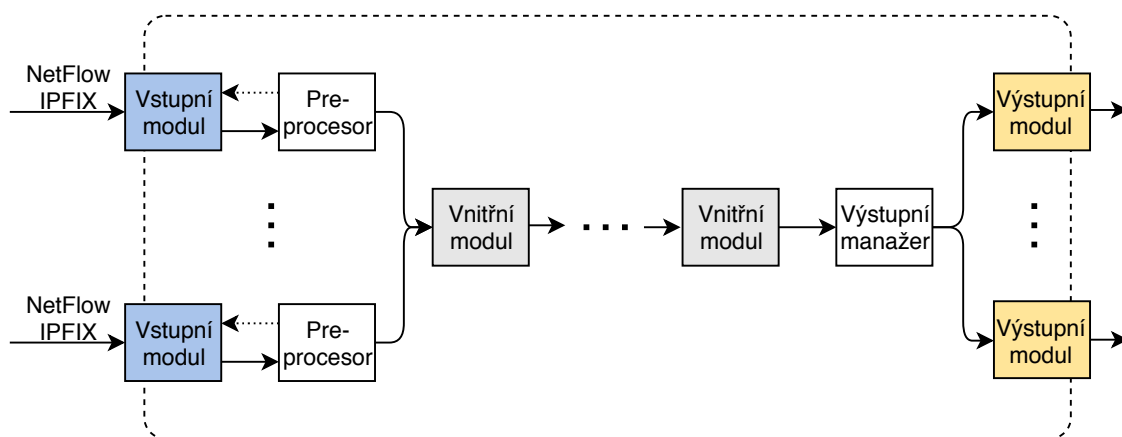 NetFlow
IPFIX
Vstupní
modul
Pre-
procesor
Výstupní
modul
Vnitřní
modul
Vnitřní
modul
Výstupní
manažer
NetFlow
IPFIX
Vstupní
modul
Pre-
procesor
Výstupní
modul